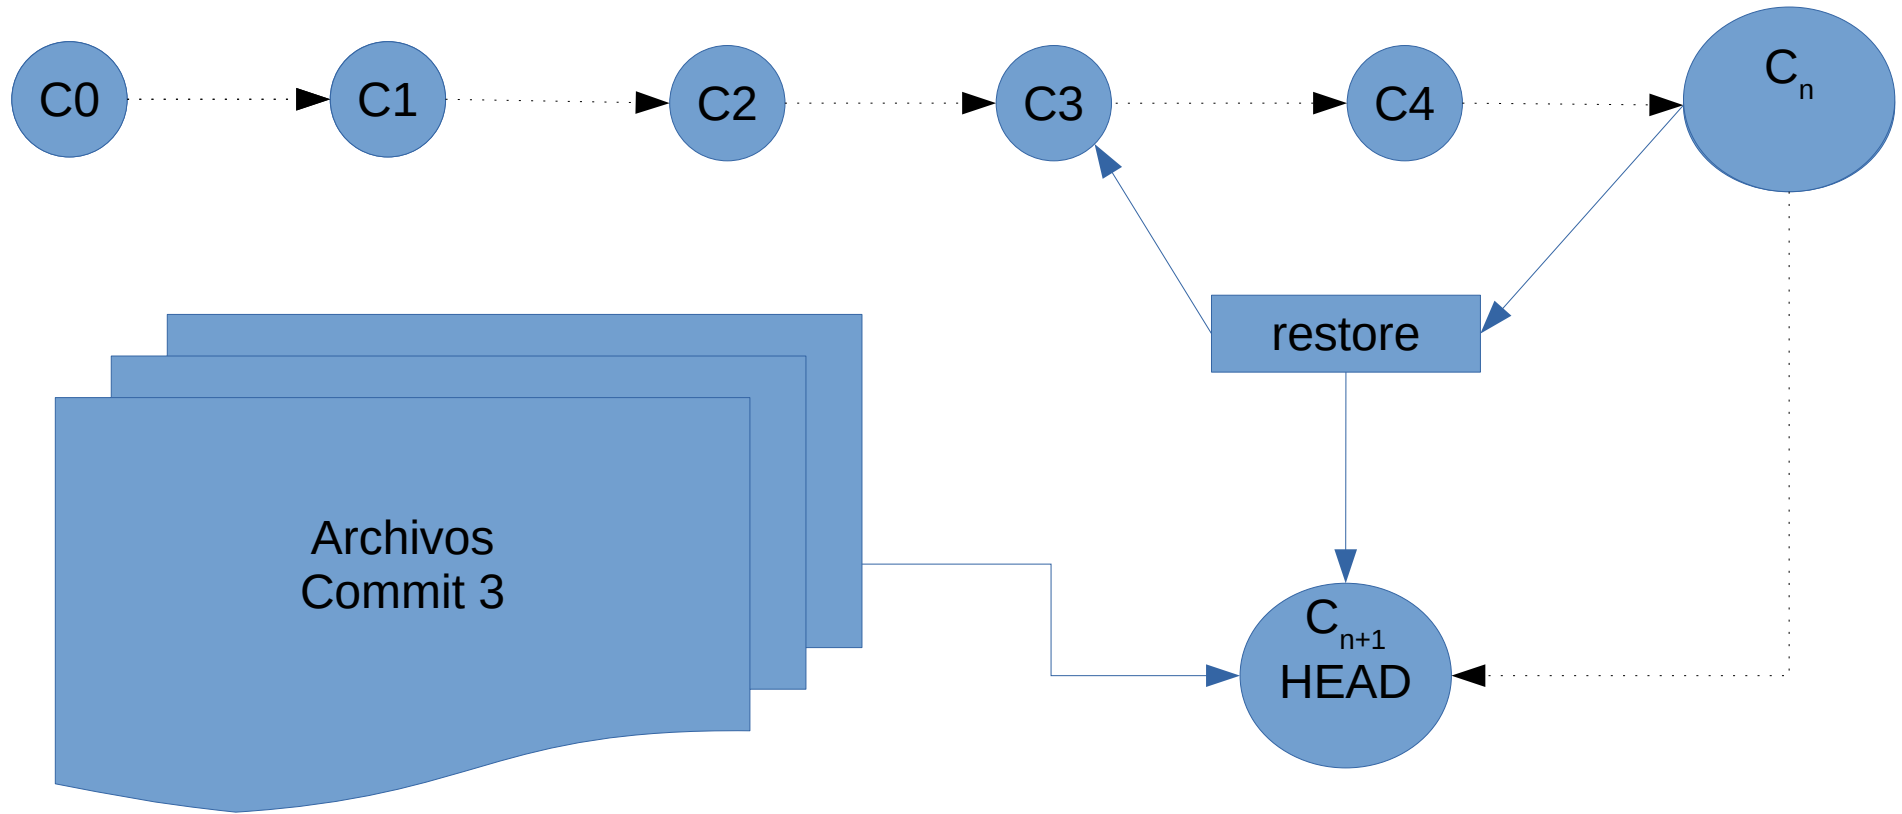 C0
C1
C2
C3
C4
Cn
restore
Archivos
Commit 3
Cn+1
HEAD